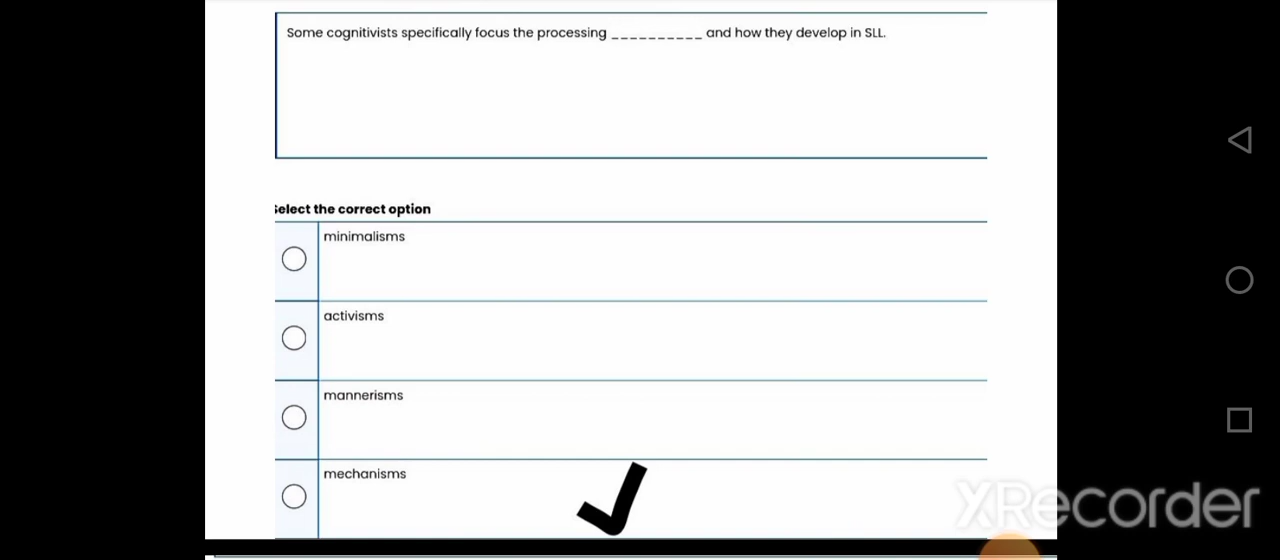 Some cognitivists specifically focus the processing __________ and how they develop in SLL.
Select the correct option
minimalisms
activisms
mannerisms
mechanisms
XRecorder